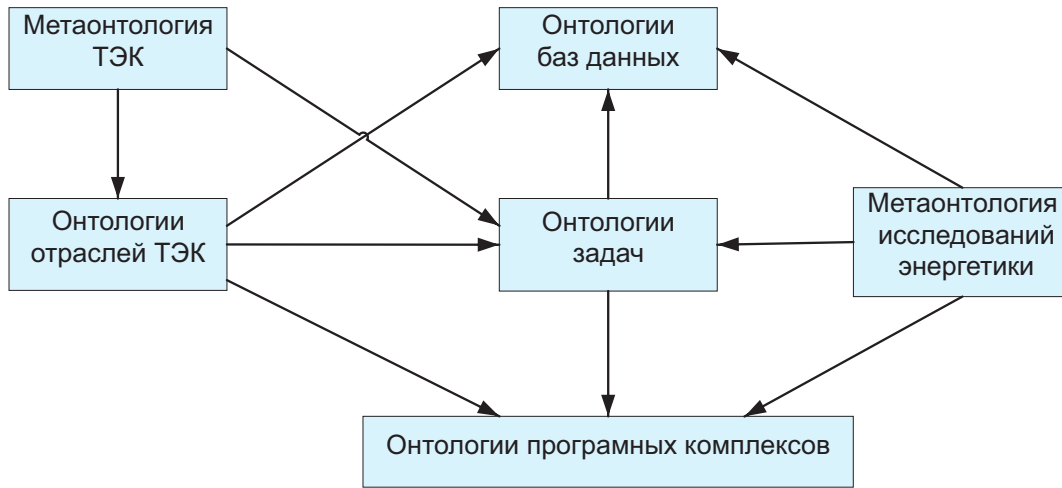 Метаонтология
ТЭК
Онтологии
баз данных
Онтологии
отраслей ТЭК
Онтологии
задач
Метаонтология
исследований
энергетики
Онтологии програмных комплексов